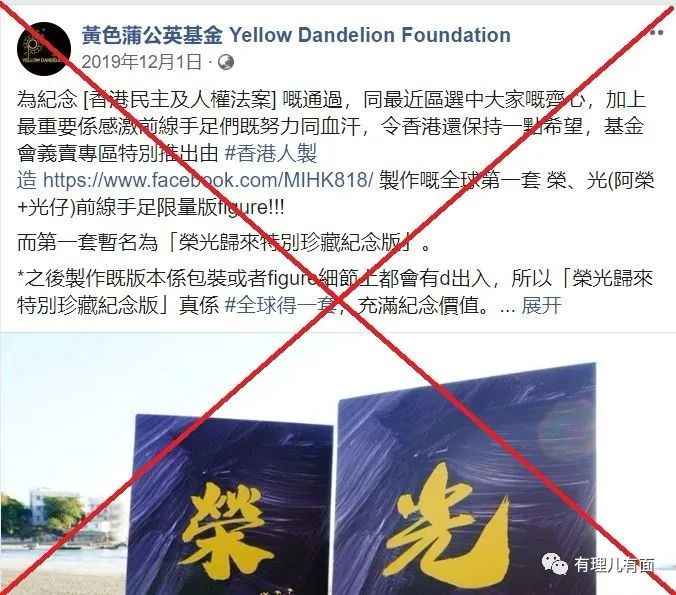 黃色蒲公英基金 Yellow Dandelion Foundation
2019年12月1日
YELLOW DANDELION
為紀念 [香港民主及人權法案] 嘅通過，同最近區選中大家嘅齊心，加上
最重要係感激前線手足們既努力同血汗，令香港還保持一點希望，基金
會義賣專區特別推出由 #香港人製
造 https://www.facebook.com/MIHK818/ 製作嘅全球第一套 榮、光(阿榮
+光仔)前線手足限量版figure!!!
而第一套暫名為「榮光歸來特別珍藏紀念版」。
*之後製作既版本係包裝或者figure細節上都會有d出入，所以「榮光歸來
特別珍藏紀念版」真係 #全球得一套，充滿紀念價值。... 展开
榮
光
有理儿有面